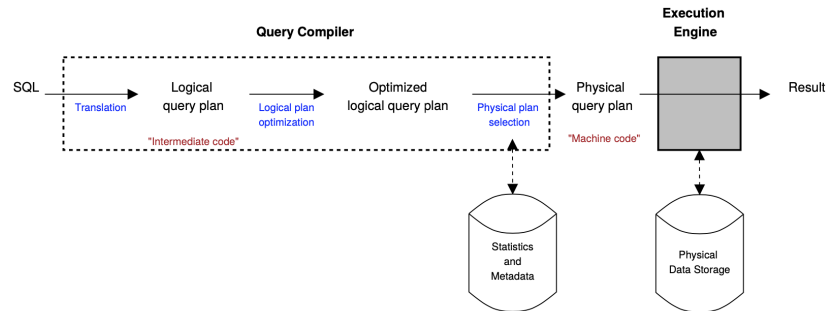 Execution
Engine
Query Compiler
SQL
Translation
Logical
query plan
"Intermediate code"
Logical plan
optimization
Optimized
logical query plan
Physical plan
selection
Physical
query plan
"Machine code"
Result
Statistics
and
Metadata
Physical
Data Storage